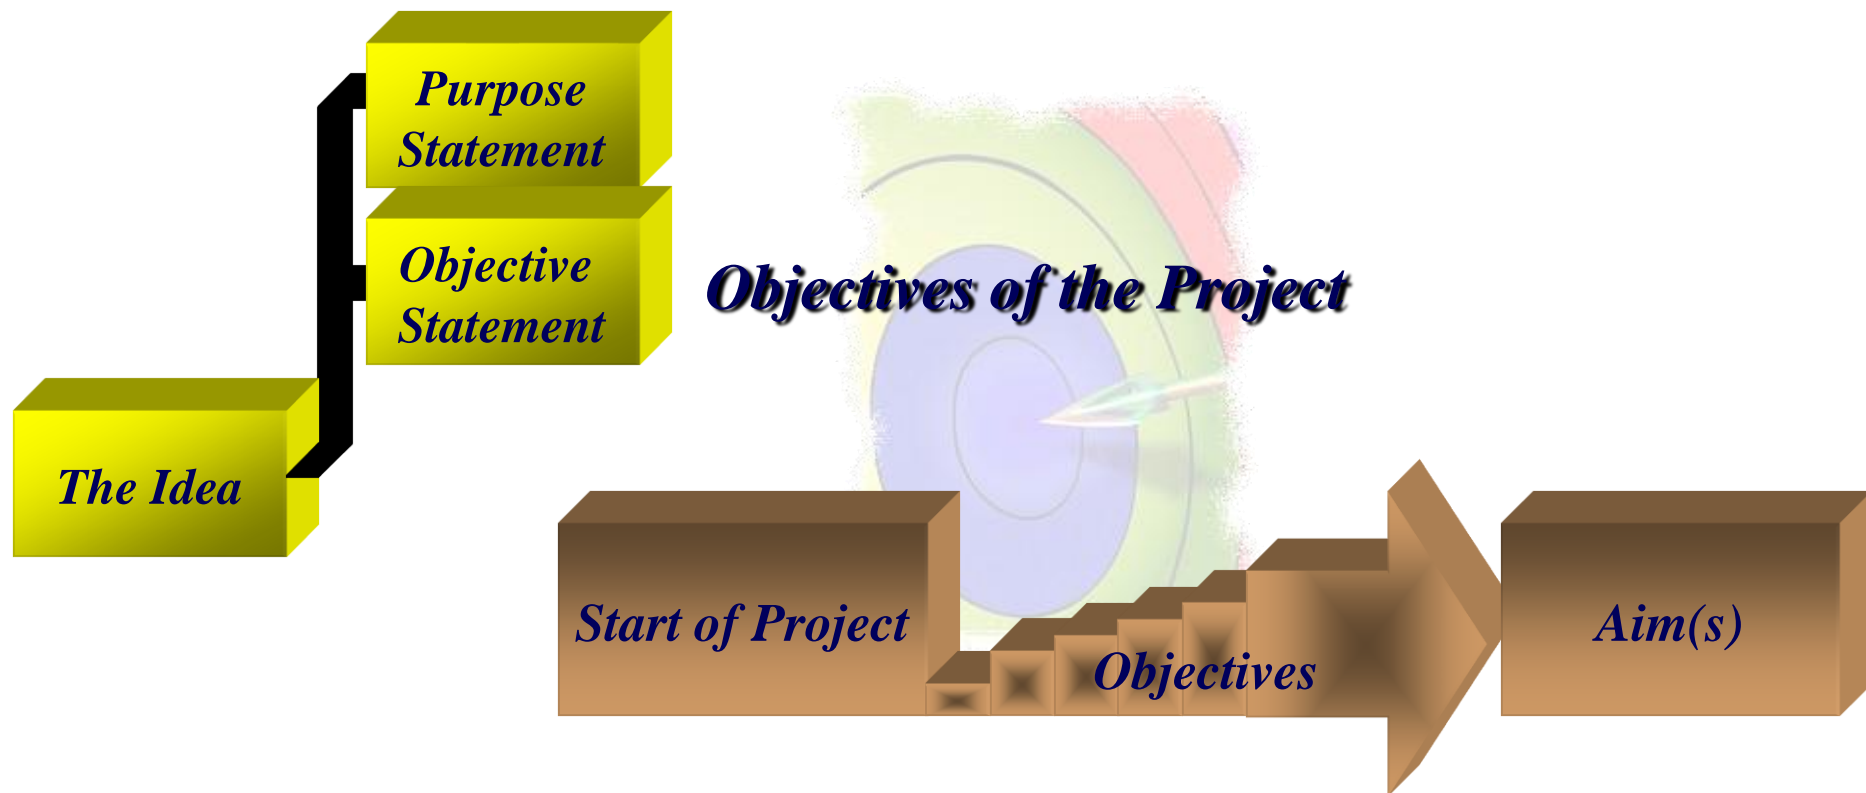 Purpose
Statement
Objective
Statement
The Idea
Objectives of the Project
Start of Project
Objectives
Aim(s)